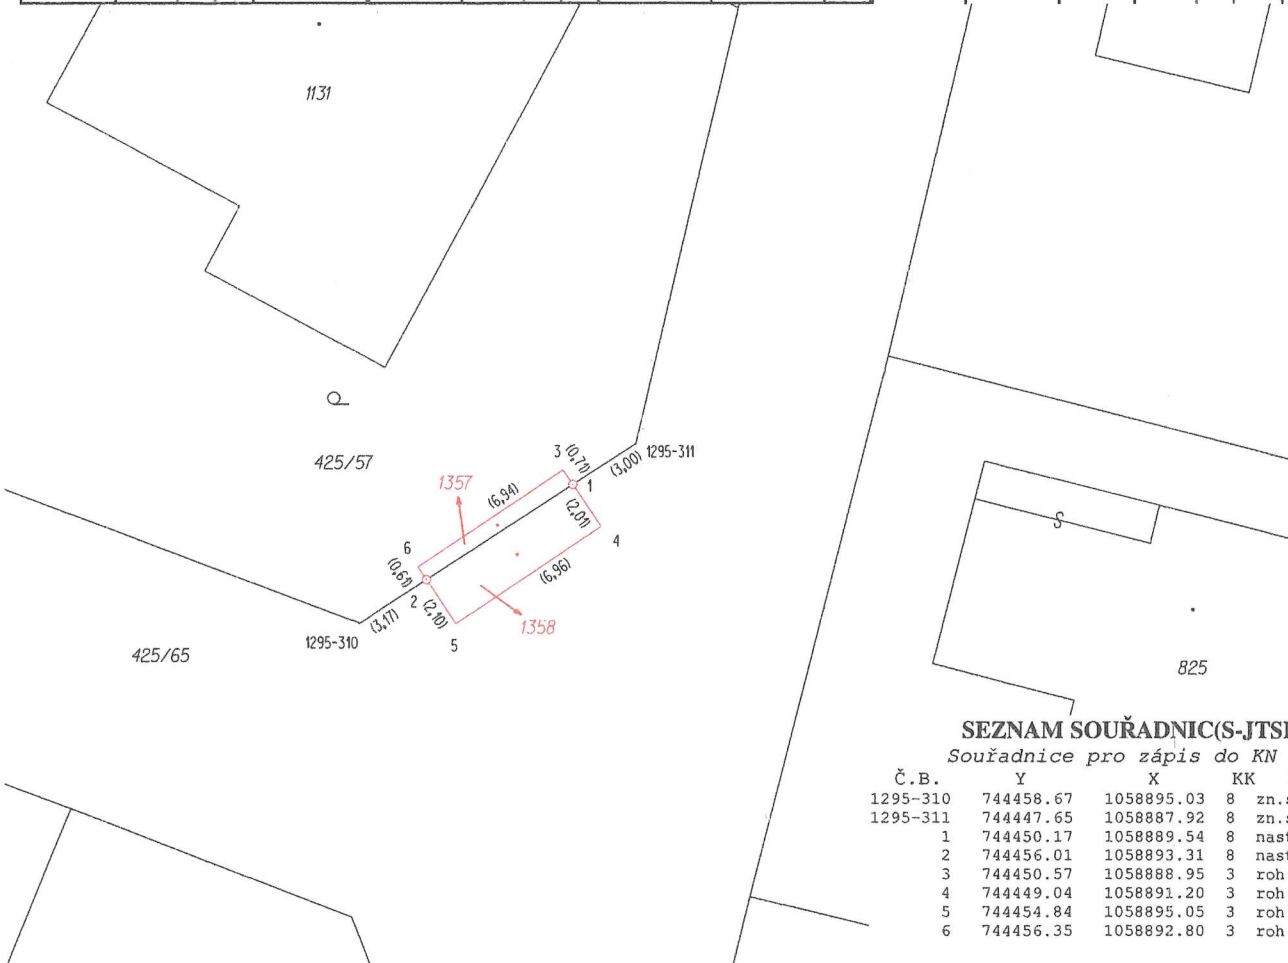 1131
425/57
3 (0,71)
(3,00) 1295-311
1357
(6,94)
1
(2,01)
4
6
(0,61)
(6,96)
2 (2,10)
(3,17)
1358
1295-310
5
425/65
825
SEZNAM SOUŘADNIC(S-JTS
Souřadnice pro zápis do KN
Č.B. Y X KK
1295-310 744458.67 1058895.03 8 zn.s
1295-311 744447.65 1058887.92 8 zn.s
1 744450.17 1058889.54 8 nast
2 744456.01 1058893.31 8 nast
3 744450.57 1058888.95 3 roh
4 744449.04 1058891.20 3 roh
5 744454.84 1058895.05 3 roh
6 744456.35 1058892.80 3 roh